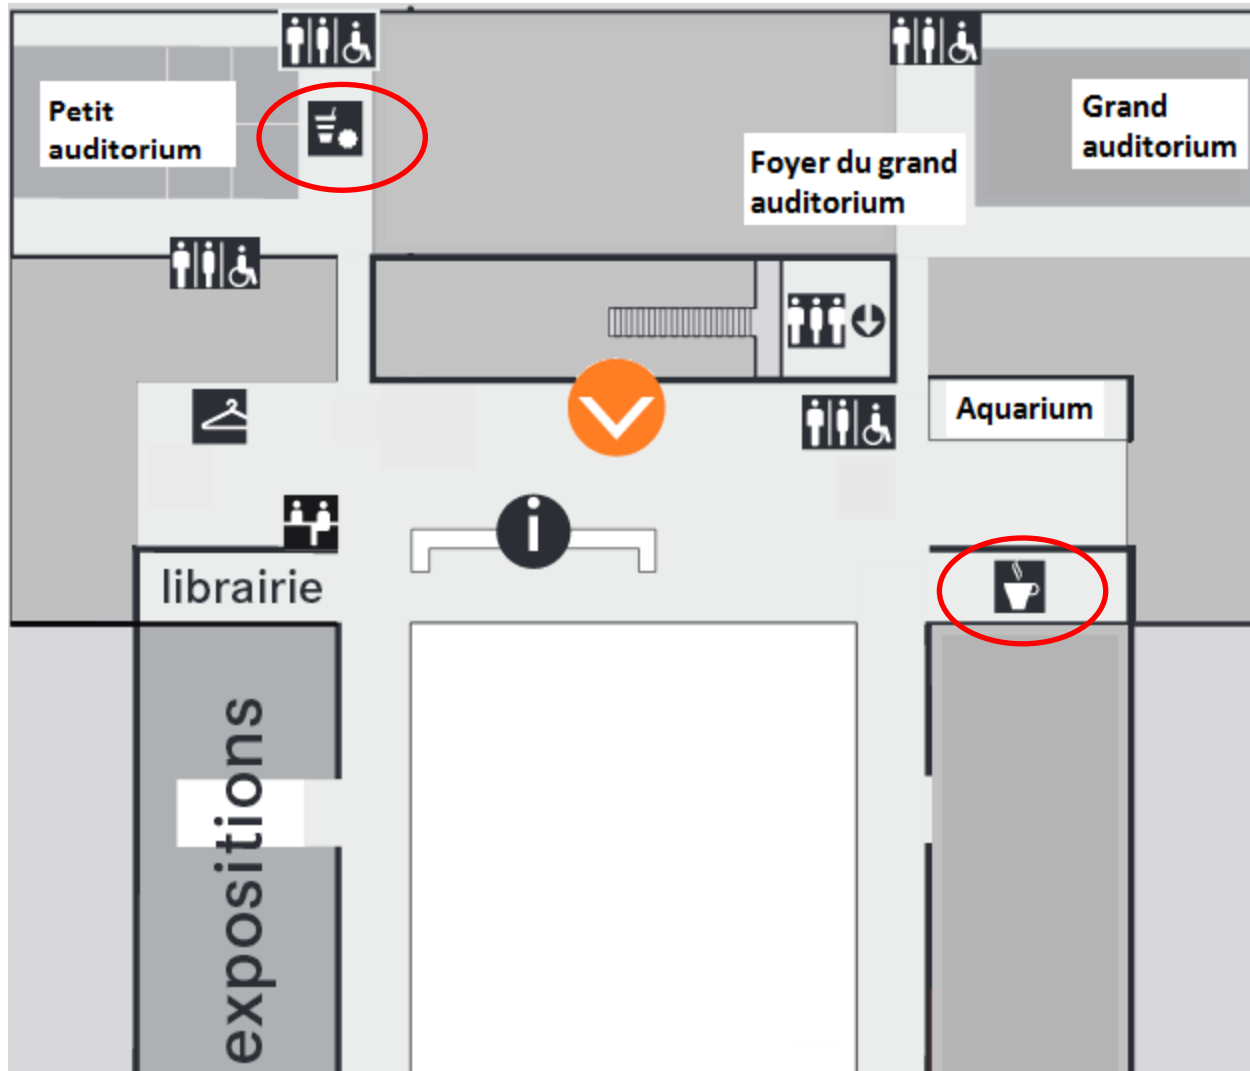 Petit
auditorium
Grand
auditorium
Foyer du grand
auditorium
Aquarium
i
librairie
expositions